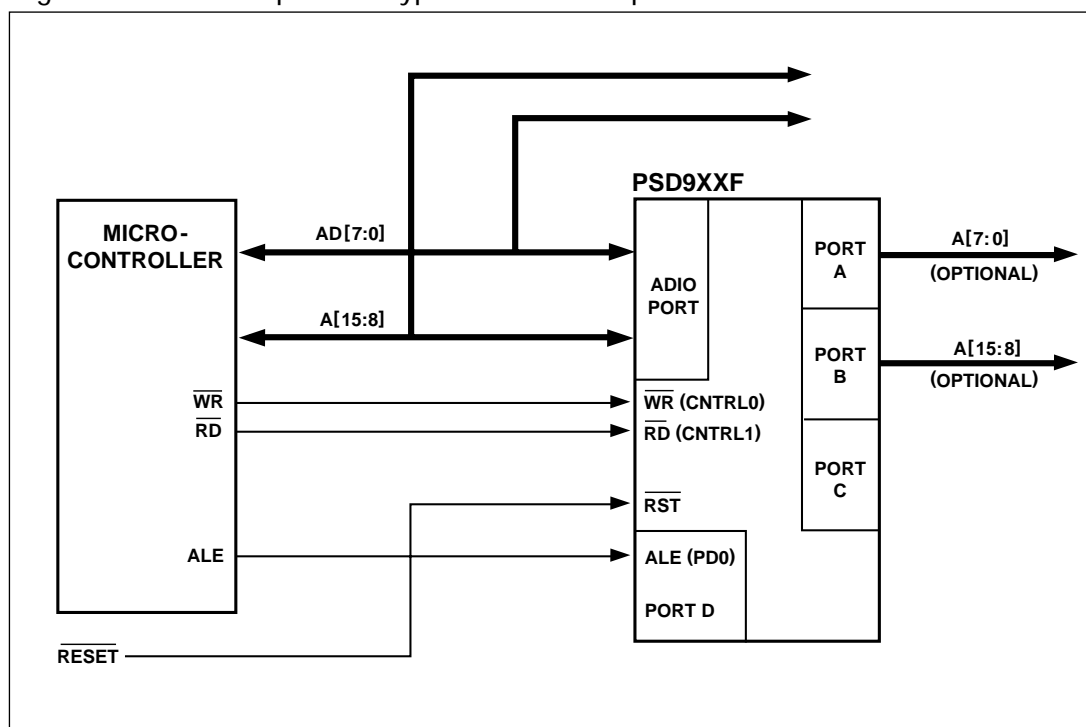 PSD9XXF
MICRO-
CONTROLLER
AD[7:0]
A[15:8]
WR
RD
ALE
RESET
ADIO
PORT
WR (CNTRL0)
RD (CNTRL1)
RST
ALE (PD0)
PORT D
PORT
A
PORT
B
PORT
C
A[7:0]
(OPTIONAL)
A[15:8]
(OPTIONAL)